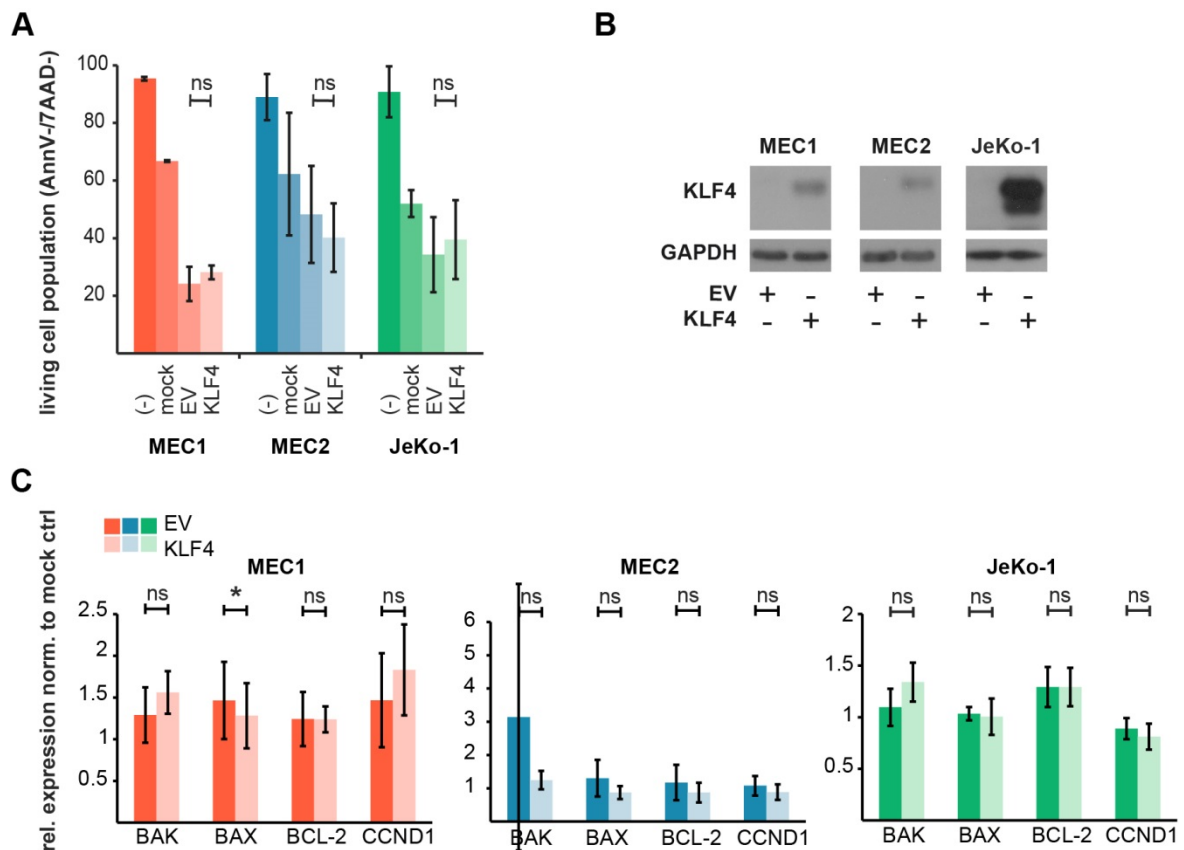 A
living cell population (AnnV-/7AAD-)
100
80
60
40
20
ns
ns
ns
(-)
mock
EV
KLF4
(-)
mock
EV
KLF4
(-)
mock
EV
KLF4
MEC1 MEC2 JeKo-1
B
MEC1 MEC2 JeKo-1
KLF4
GAPDH
EV + - + - + -
KLF4 - + - + - +
C
rel. expression norm. to mock ctrl
EV
KLF4
MEC1
ns * ns ns
2.5
2
1.5
1
0.5
BAK BAX BCL-2 CCND1
MEC2
ns ns ns ns
6
5
4
3
2
1
BAK BAX BCL-2 CCND1
JeKo-1
ns ns ns ns
2
1.5
1
0.5
BAK BAX BCL-2 CCND1